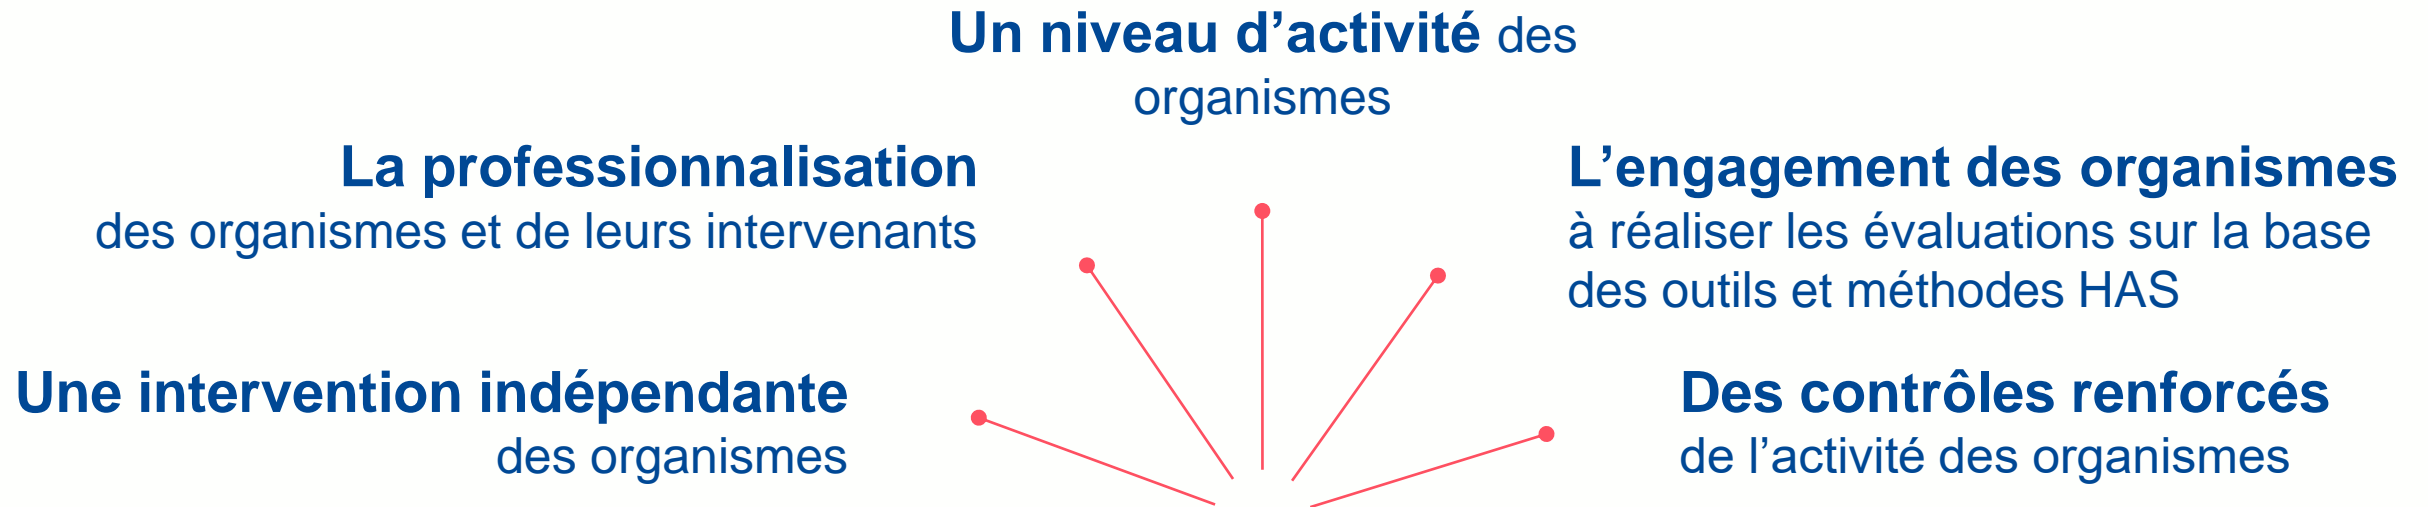 Un niveau d’activité des
organismes
La professionnalisation
des organismes et de leurs intervenants
L’engagement des organismes
à réaliser les évaluations sur la base
des outils et méthodes HAS
Une intervention indépendante
des organismes
Des contrôles renforcés
de l’activité des organismes